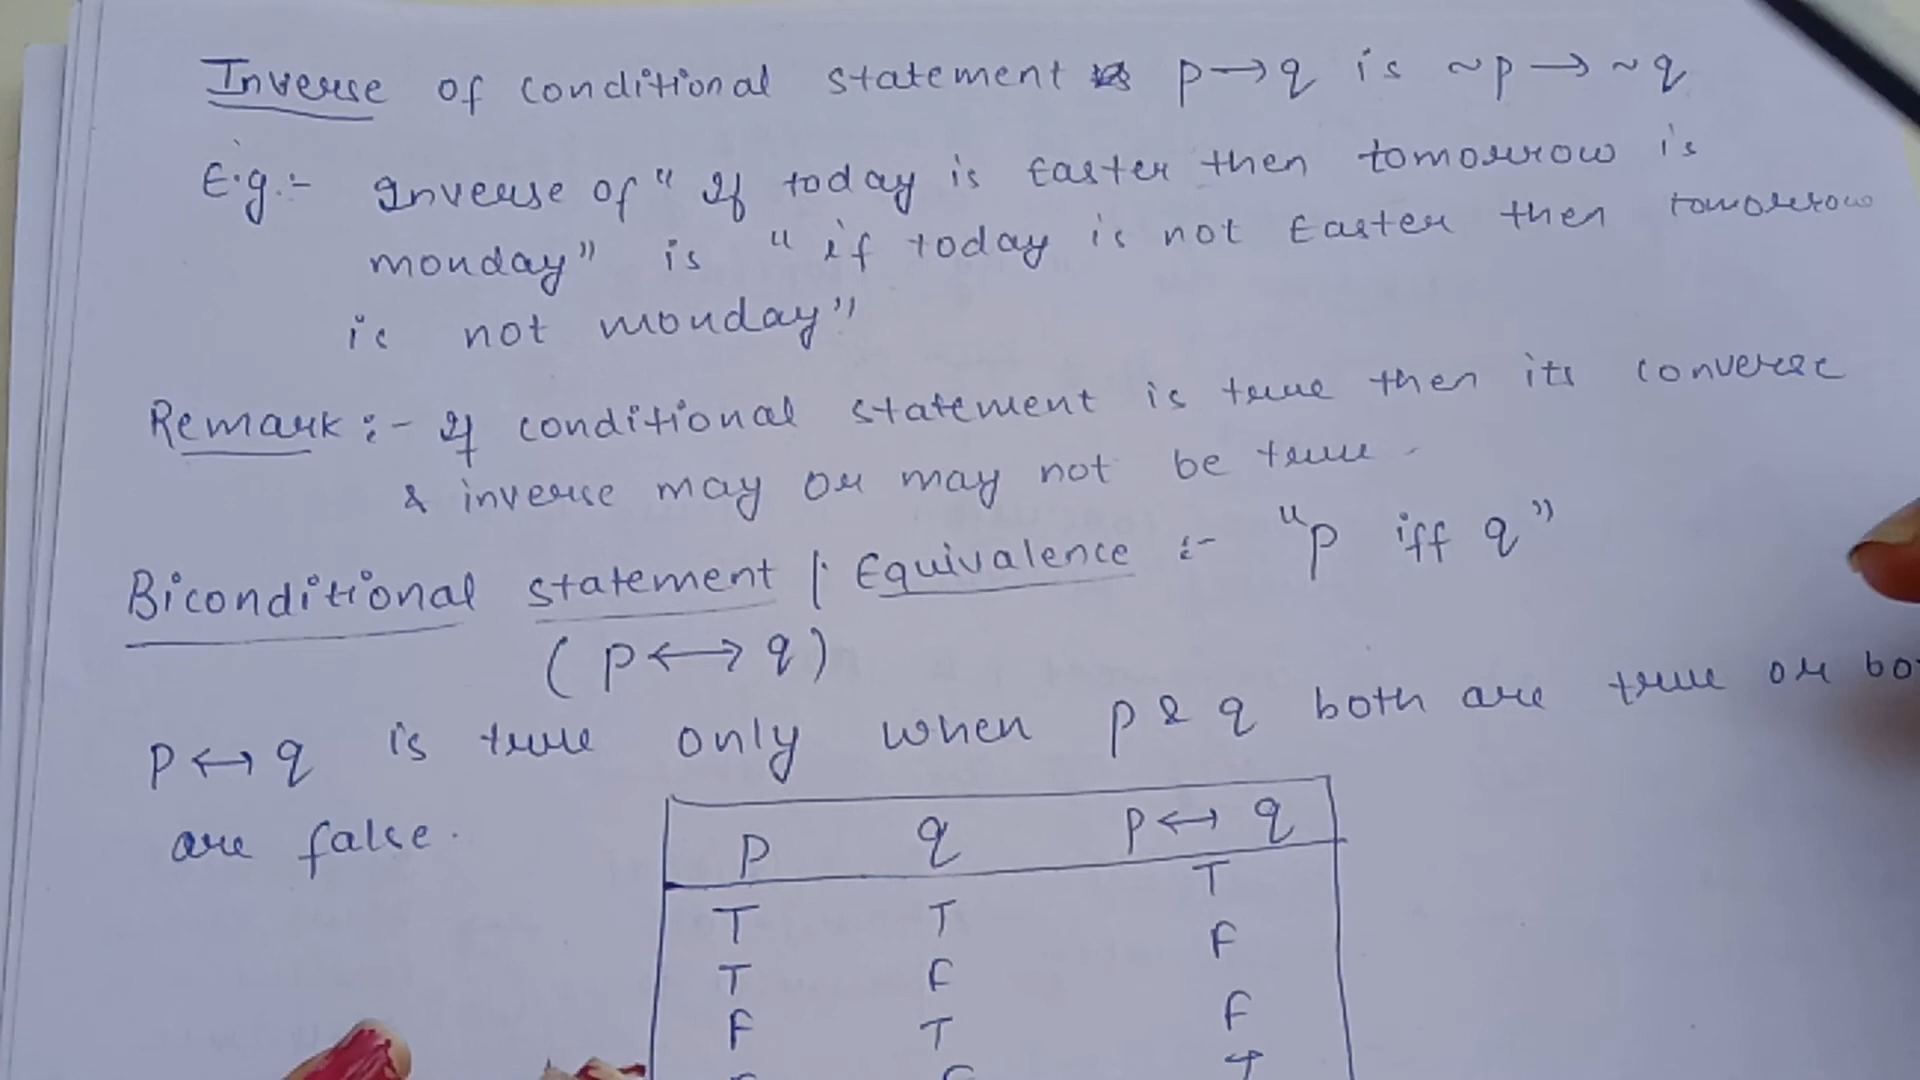 Inverse of conditional statement p→q is ~p→~q
E.g.:- Inverse of "If today is Easter then tomorrow is
monday" is "if today is not Easter then tomorrow
is not monday"
Remark:- If conditional statement is true then its converse
& inverse may or may not be true.
Biconditional statement / Equivalence :- "p iff q"
(p↔q)
p↔q is true only when p & q both are true or
are false.
p q p↔q
T T T
T F F
F T F